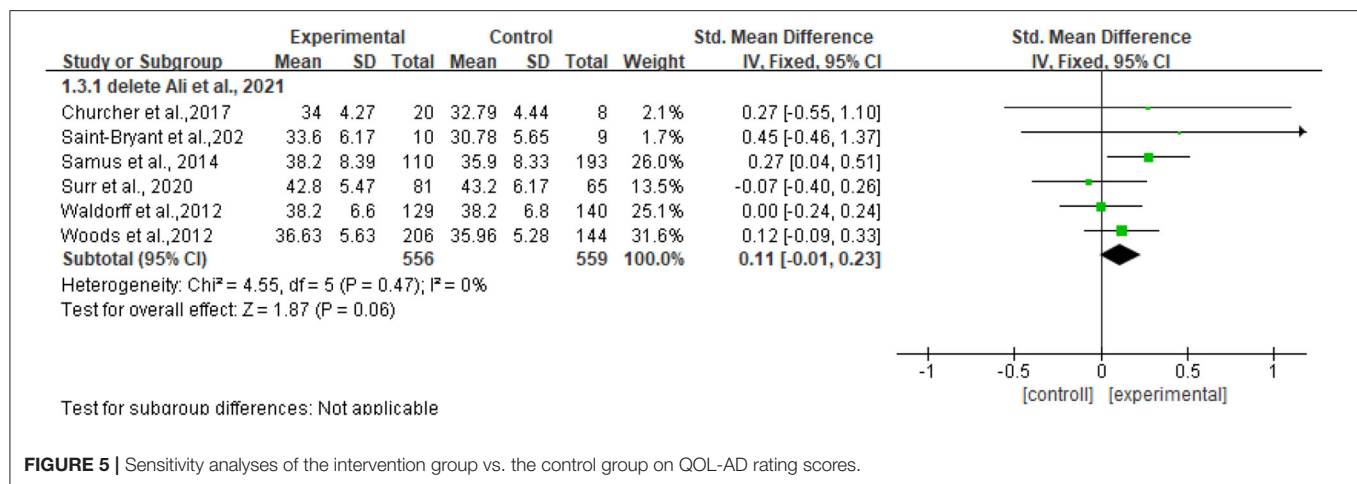 Experimental Control Std. Mean Difference Std. Mean Difference
Study or Subgroup Mean SD Total Mean SD Total Weight IV, Fixed, 95% CI IV, Fixed, 95% CI
1.3.1 delete Ali et al., 2021
Churcher et al.,2017 34 4.27 20 32.79 4.44 8 2.1% 0.27 [-0.55, 1.10]
Saint-Bryant et al.,202 33.6 6.17 10 30.78 5.65 9 1.7% 0.45 [-0.46, 1.37]
Samus et al., 2014 38.2 8.39 110 35.9 8.33 193 26.0% 0.27 [0.04, 0.51]
Surr et al., 2020 42.8 5.47 81 43.2 6.17 65 13.5% -0.07 [-0.40, 0.26]
Waldorff et al.,2012 38.2 6.6 129 38.2 6.8 140 25.1% 0.00 [-0.24, 0.24]
Woods et al.,2012 36.63 5.63 206 35.96 5.28 144 31.6% 0.12 [-0.09, 0.33]
Subtotal (95% CI) 556 559 100.0% 0.11 [-0.01, 0.23]
Heterogeneity: Chi² = 4.55, df = 5 (P = 0.47); I² = 0%
Test for overall effect: Z = 1.87 (P = 0.06)
-1 -0.5 0 0.5 1
[controll] [experimental]
Test for subgroup differences: Not applicable
FIGURE 5 | Sensitivity analyses of the intervention group vs. the control group on QOL-AD rating scores.